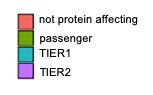 not protein affecting
passenger
TIER1
TIER2